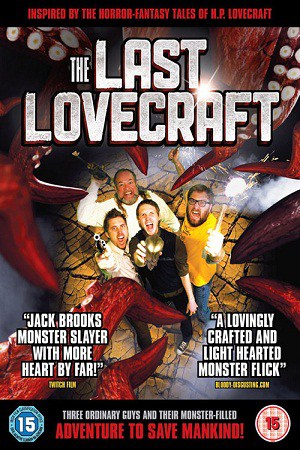 INSPIRED BY THE HORROR-FANTASY TALES OF H.P. LOVECRAFT
THE LAST
LOVECRAFT
"JACK BROOKS
MONSTER SLAYER
WITH MORE
HEART BY FAR!"
TWITCH FILM
"A LOVINGLY
CRAFTED AND
LIGHT HEARTED
MONSTER FLICK"
BLOODY-DISGUSTING.COM
THREE ORDINARY GUYS AND THEIR MONSTER-FILLED
ADVENTURE TO SAVE MANKIND!
15
15